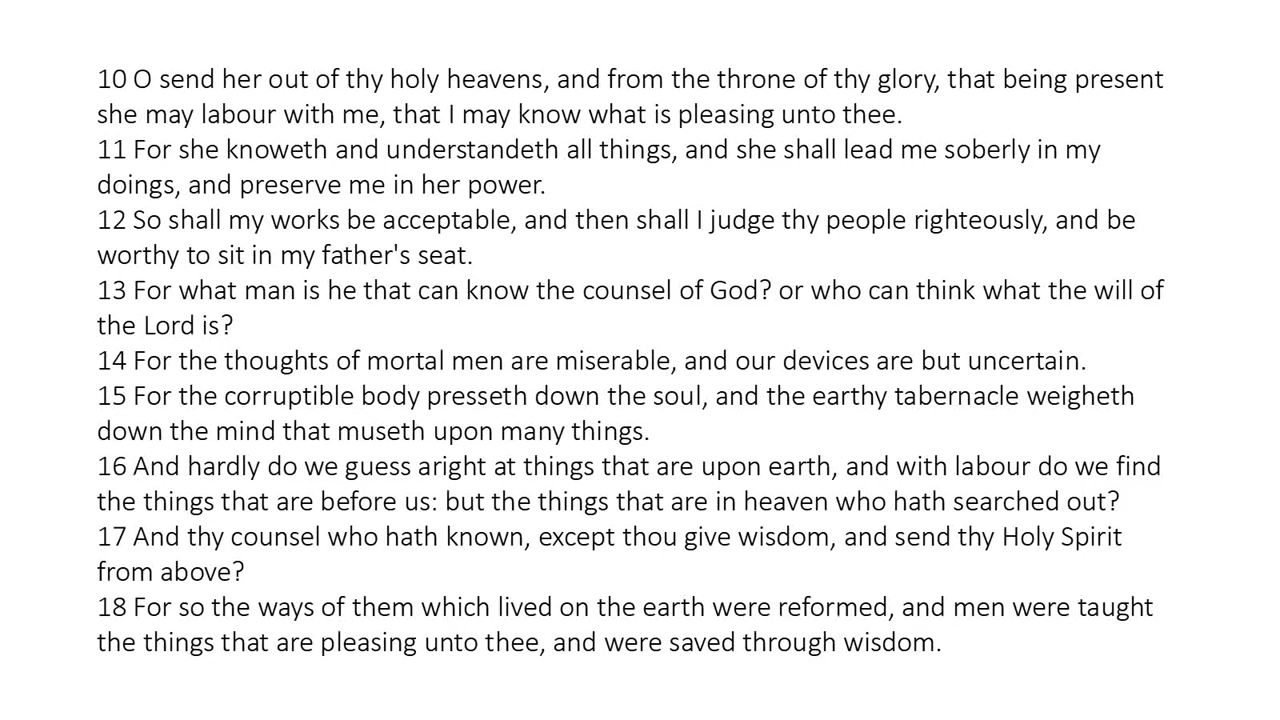 10 O send her out of thy holy heavens, and from the throne of thy glory, that being present
she may labour with me, that I may know what is pleasing unto thee.
11 For she knoweth and understandeth all things, and she shall lead me soberly in my
doings, and preserve me in her power.
12 So shall my works be acceptable, and then shall I judge thy people righteously, and be
worthy to sit in my father's seat.
13 For what man is he that can know the counsel of God? or who can think what the will of
the Lord is?
14 For the thoughts of mortal men are miserable, and our devices are but uncertain.
15 For the corruptible body presseth down the soul, and the earthy tabernacle weigheth
down the mind that museth upon many things.
16 And hardly do we guess aright at things that are upon earth, and with labour do we find
the things that are before us: but the things that are in heaven who hath searched out?
17 And thy counsel who hath known, except thou give wisdom, and send thy Holy Spirit
from above?
18 For so the ways of them which lived on the earth were reformed, and men were taught
the things that are pleasing unto thee, and were saved through wisdom.